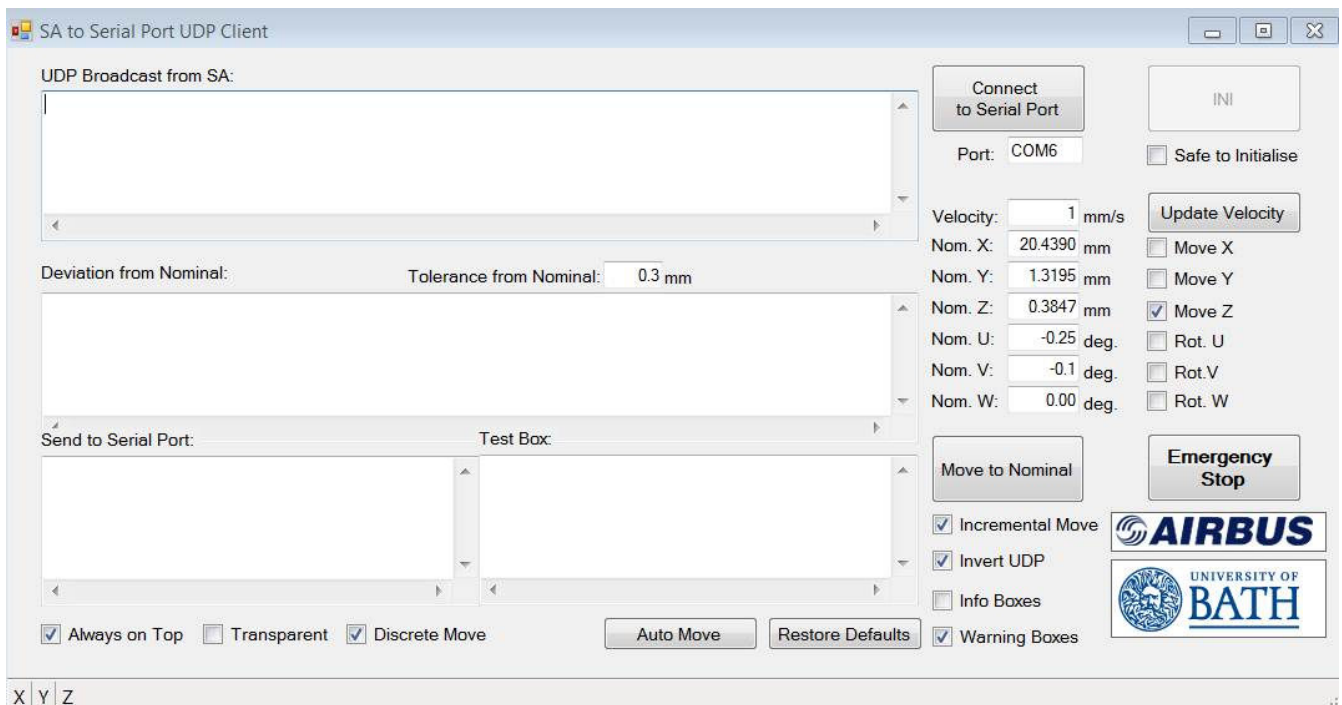 SA to Serial Port UDP Client
UDP Broadcast from SA:
Connect
to Serial Port
INI
Port: COM6
Safe to Initialise
Velocity: 1 mm/s
Update Velocity
Nom. X: 20.4390 mm
Move X
Deviation from Nominal:
Tolerance from Nominal: 0.3 mm
Nom. Y: 1.3195 mm
Move Y
Nom. Z: 0.3847 mm
Move Z
Nom. U: -0.25 deg.
Rot. U
Nom. V: -0.1 deg.
Rot.V
Nom. W: 0.00 deg.
Rot. W
Send to Serial Port:
Test Box:
Move to Nominal
Emergency
Stop
Incremental Move
AIRBUS
Invert UDP
Info Boxes
UNIVERSITY OF
BATH
Always on Top
Transparent
Discrete Move
Auto Move
Restore Defaults
Warning Boxes
X Y Z